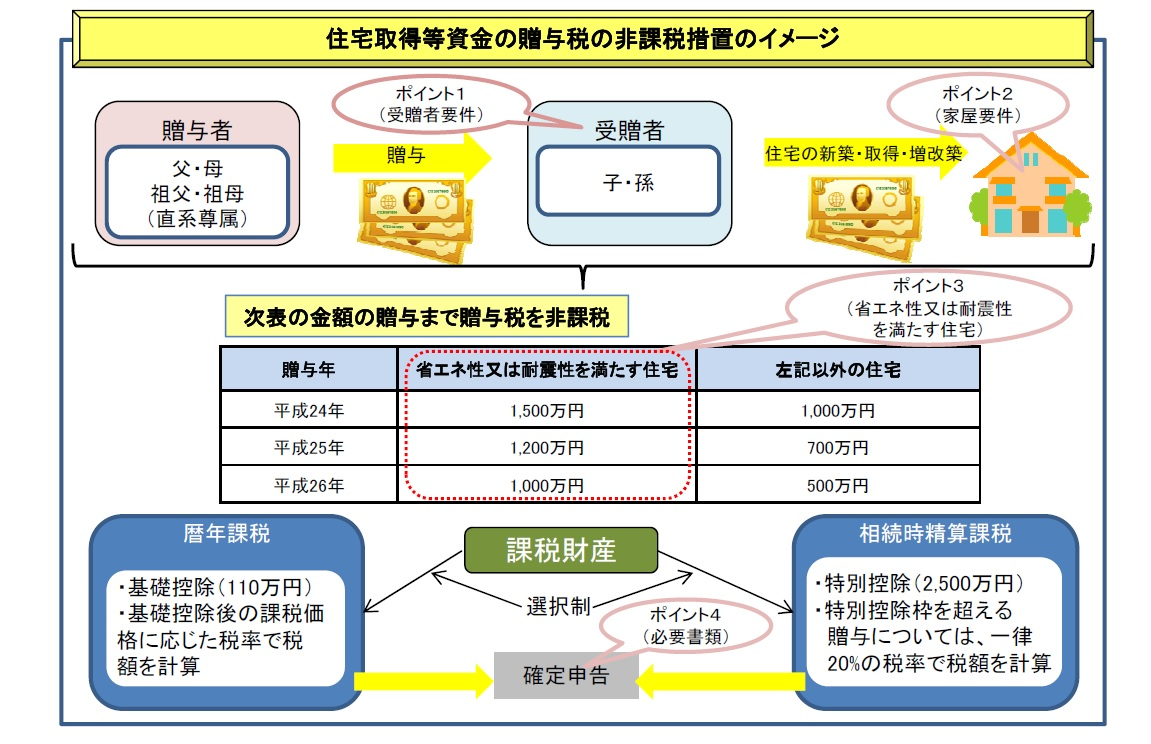 住宅取得等資金の贈与税の非課税措置のイメージ
ポイント1
(受贈者要件)
ポイント2
(家屋要件)
贈与者
父・母
祖父・祖母
(直系尊属)
贈与
受贈者
子・孫
住宅の新築・取得・増改築
ポイント3
(省エネ性又は耐震性
を満たす住宅)
次表の金額の贈与まで贈与税を非課税
贈与年 省エネ性又は耐震性を満たす住宅 左記以外の住宅
平成24年 1,500万円 1,000万円
平成25年 1,200万円 700万円
平成26年 1,000万円 500万円
暦年課税
・基礎控除(110万円)
・基礎控除後の課税価
格に応じた税率で税
額を計算
課税財産
選択制
ポイント4
(必要書類)
確定申告
相続時精算課税
・特別控除(2,500万円)
・特別控除枠を超える
贈与については、一律
20%の税率で税額を計算